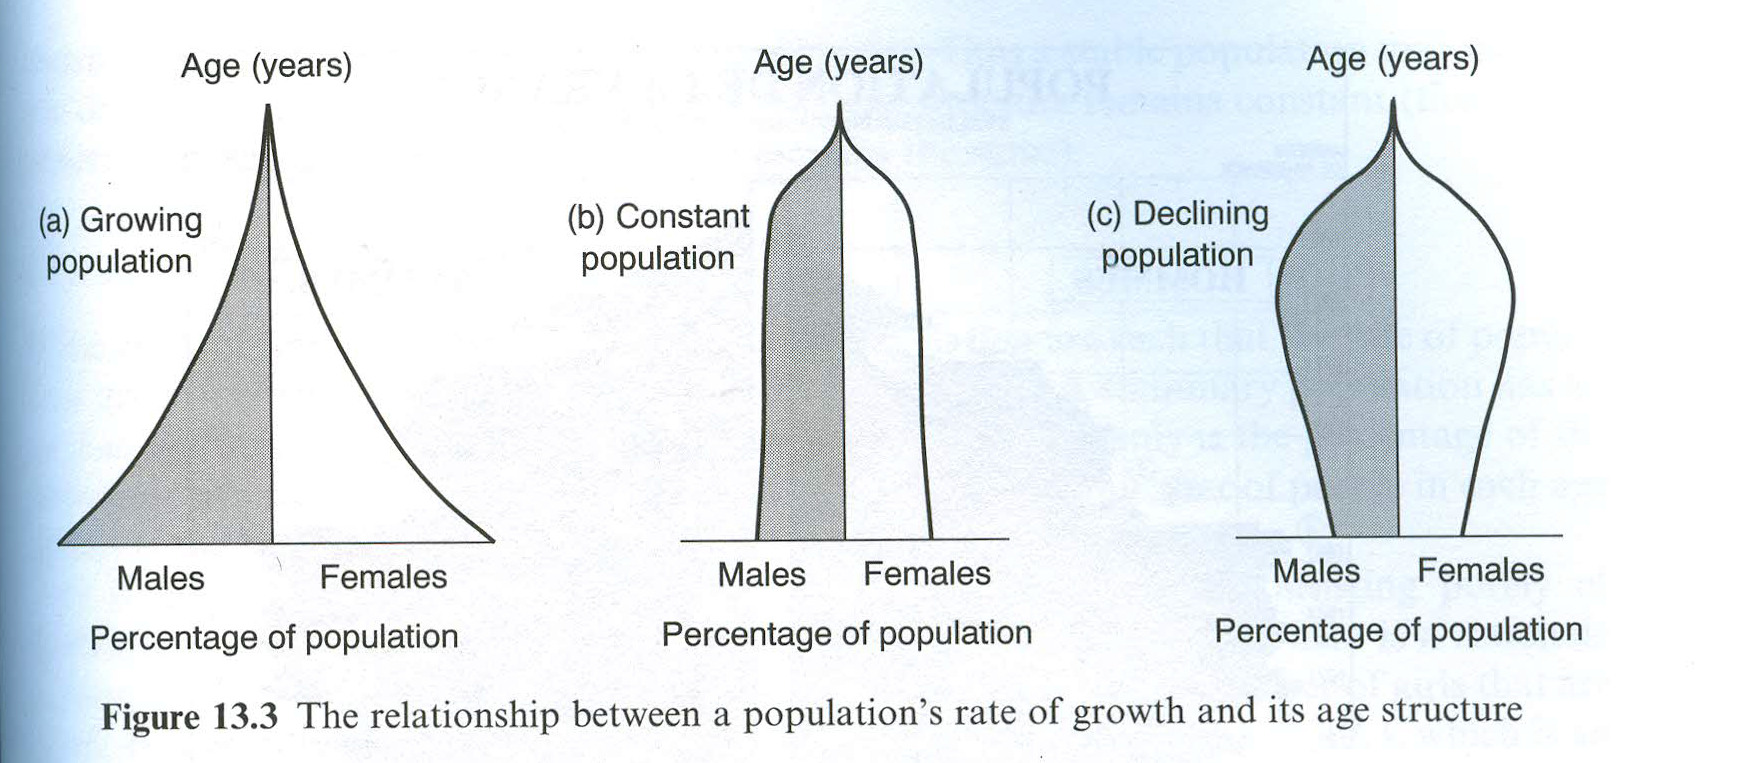 Age (years)
Age (years)
Age (years)
(a) Growing
population
(b) Constant
population
(c) Declining
population
Males Females
Males Females
Males Females
Percentage of population
Percentage of population
Percentage of population
Figure 13.3 The relationship between a population's rate of growth and its age structure